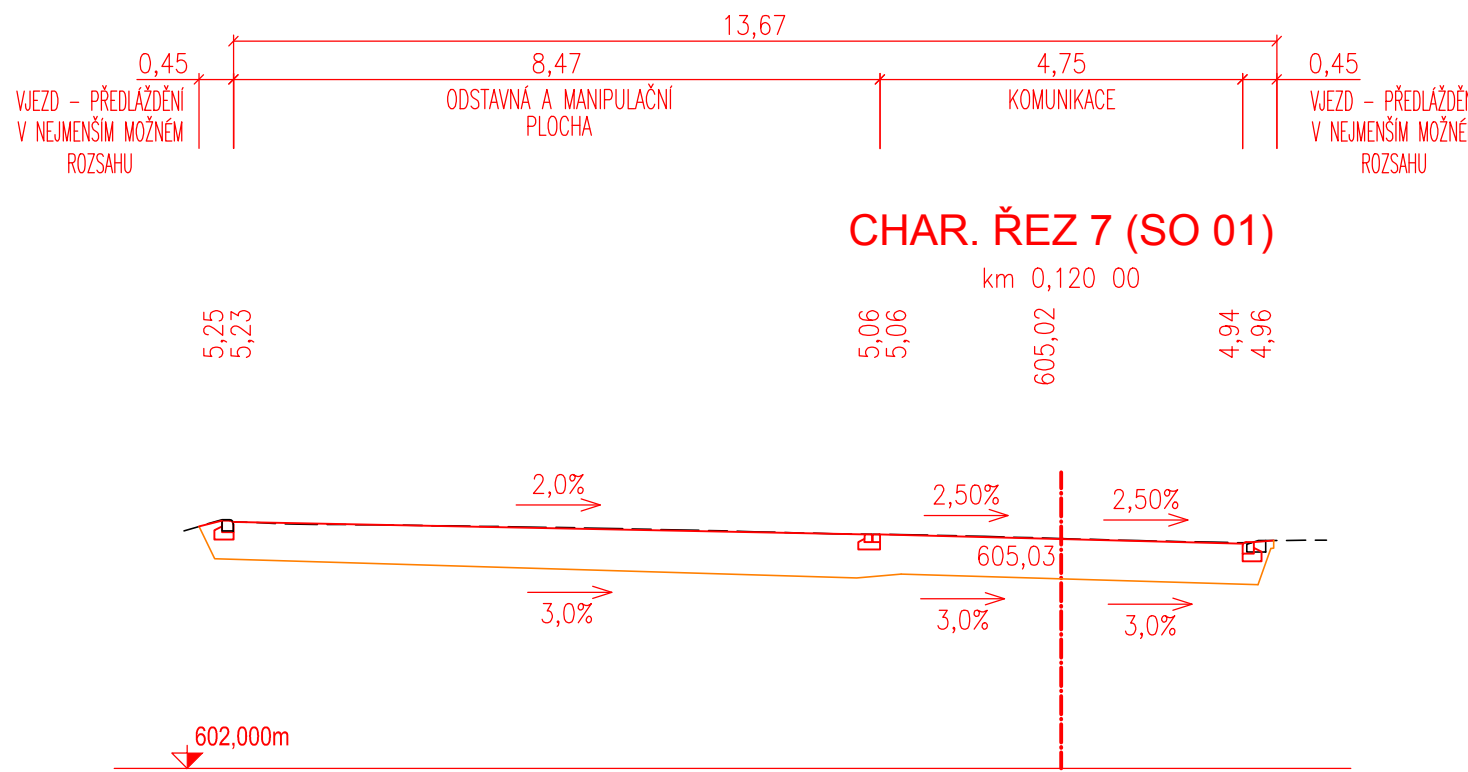 13,67
0,45
8,47
4,75
0,45
VJEZD – PŘEDLÁŽDĚNÍ
V NEJMENŠÍM MOŽNÉM
ROZSAHU
ODSTAVNÁ A MANIPULAČNÍ
PLOCHA
KOMUNIKACE
VJEZD – PŘEDLÁŽDĚN
V NEJMENŠÍM MOŽNÉ
ROZSAHU
CHAR. ŘEZ 7 (SO 01)
km 0,120 00
5,25
5,23
5,06
5,06
605,02
4,94
4,96
2,0%
2,50%
2,50%
605,03
3,0%
3,0%
3,0%
602,000m